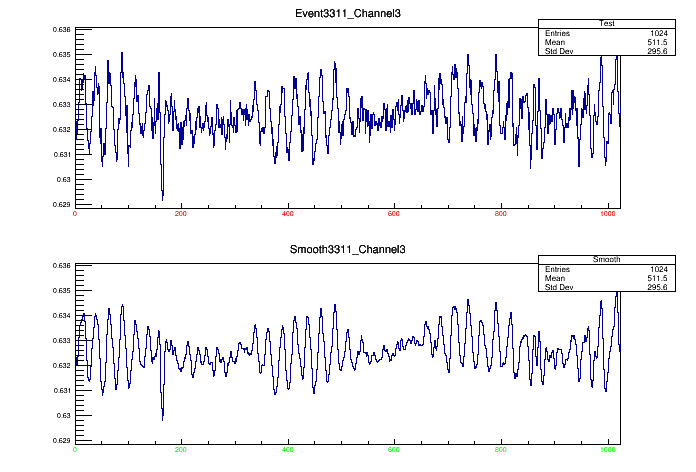 Event3311_Channel3
Test
Entries 1024
Mean 511.5
Std Dev 295.6
0.636
0.635
0.634
0.633
0.632
0.631
0.63
0.629
0 200 400 600 800 1000
Smooth3311_Channel3
Smooth
Entries 1024
Mean 511.5
Std Dev 295.6
0.636
0.635
0.634
0.633
0.632
0.631
0.63
0.629
0 200 400 600 800 1000